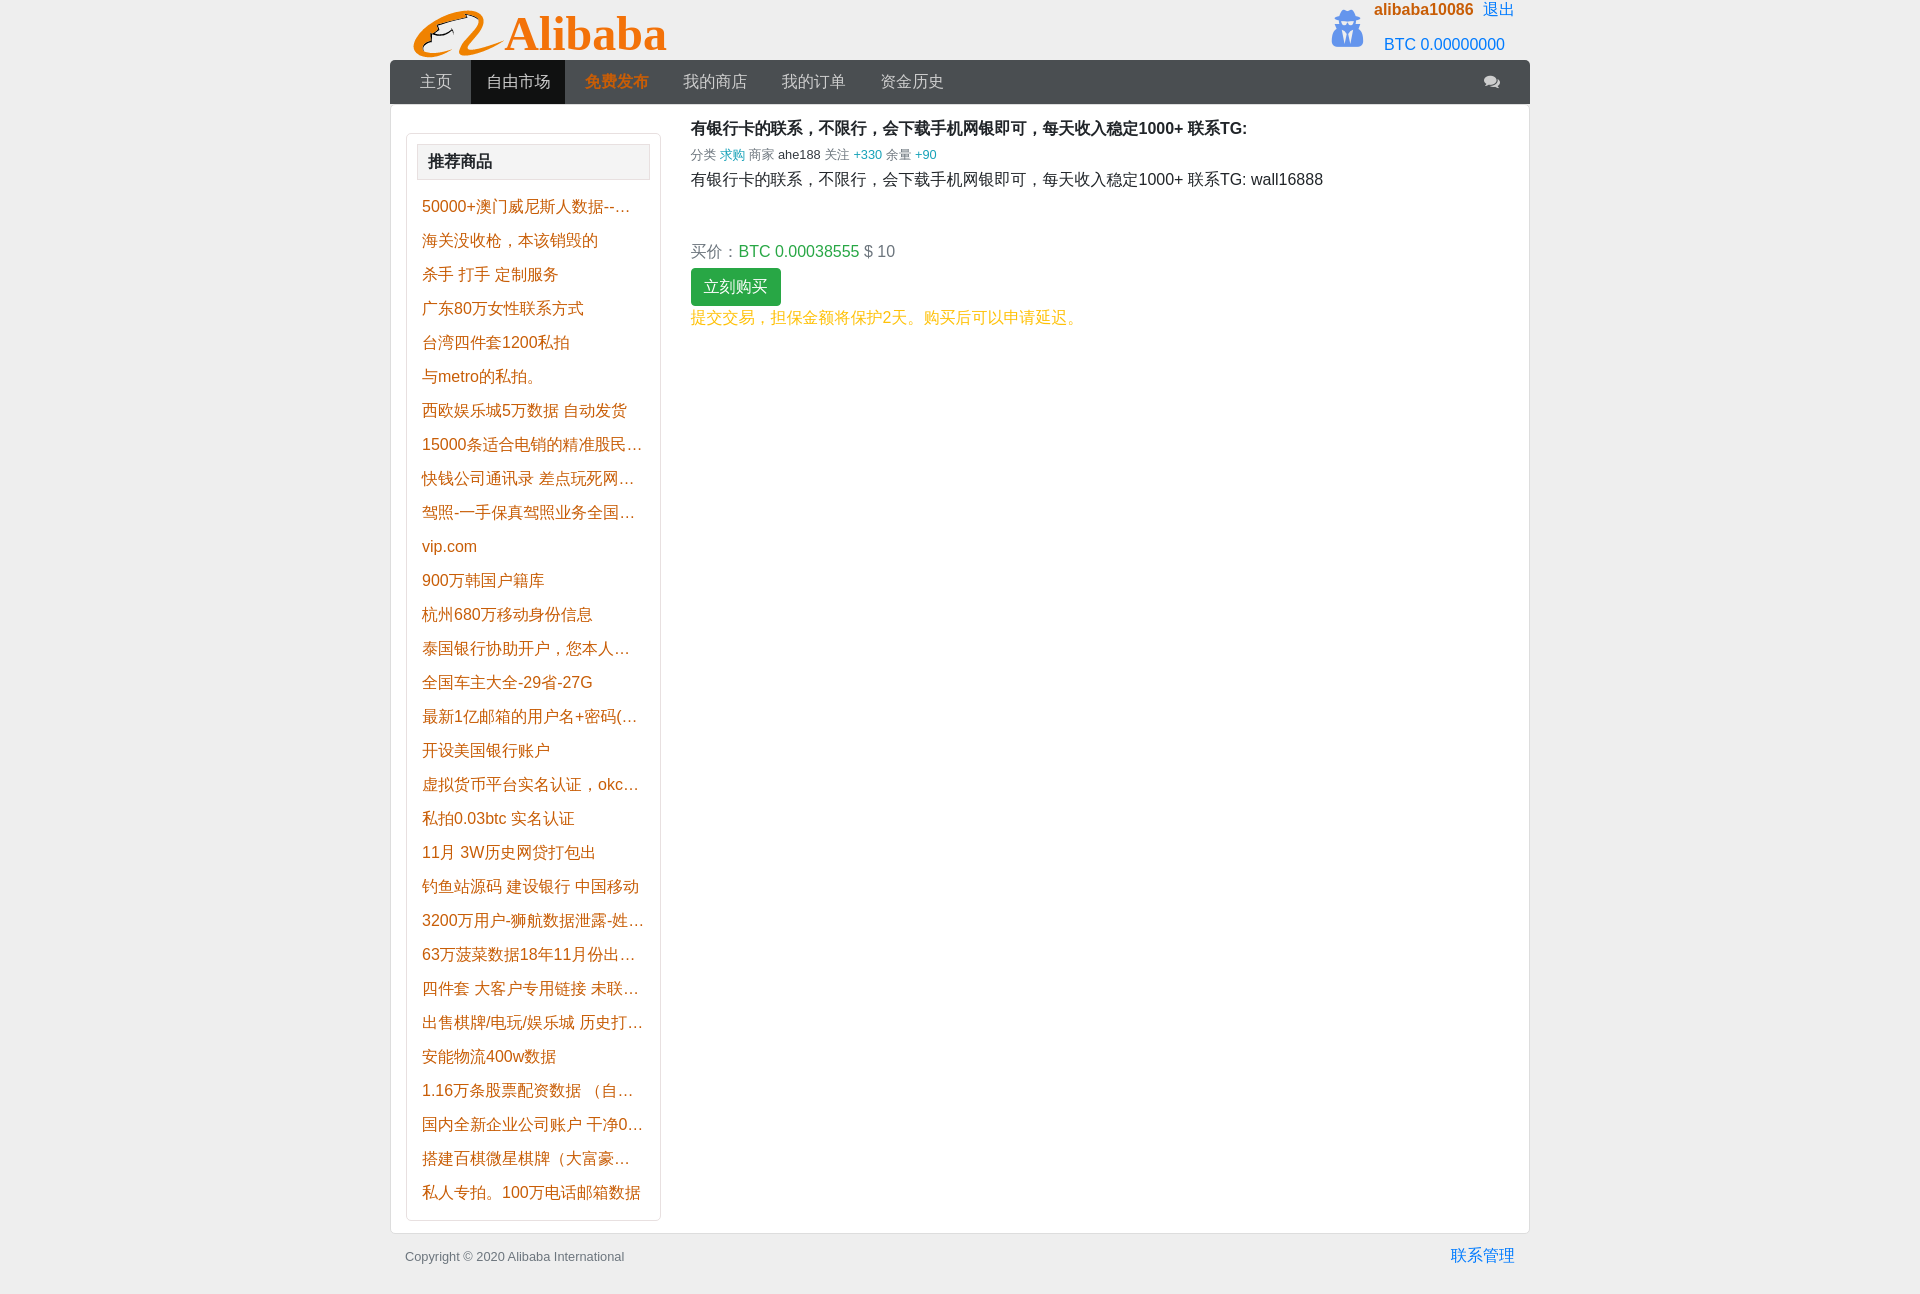 Alibaba
alibaba10086 退出
BTC 0.00000000
主页 自由市场 免费发布 我的商店 我的订单 资金历史
推荐商品
50000+澳门威尼斯人数据--…
海关没收枪，本该销毁的
杀手 打手 定制服务
广东80万女性联系方式
台湾四件套1200私拍
与metro的私拍。
西欧娱乐城5万数据 自动发货
15000条适合电销的精准股民…
快钱公司通讯录 差点玩死网…
驾照-一手保真驾照业务全国…
vip.com
900万韩国户籍库
杭州680万移动身份信息
泰国银行协助开户，您本人…
全国车主大全-29省-27G
最新1亿邮箱的用户名+密码(…
开设美国银行账户
虚拟货币平台实名认证，okc…
私拍0.03btc 实名认证
11月 3W历史网贷打包出
钓鱼站源码 建设银行 中国移动
3200万用户-狮航数据泄露-姓…
63万菠菜数据18年11月份出…
四件套 大客户专用链接 未联…
出售棋牌/电玩/娱乐城 历史打…
安能物流400w数据
1.16万条股票配资数据 （自…
国内全新企业公司账户 干净0…
搭建百棋微星棋牌（大富豪…
私人专拍。100万电话邮箱数据
有银行卡的联系，不限行，会下载手机网银即可，每天收入稳定1000+ 联系TG:
分类 求购 商家 ahe188 关注 +330 余量 +90
有银行卡的联系，不限行，会下载手机网银即可，每天收入稳定1000+ 联系TG: wall16888
买价：BTC 0.00038555 $ 10
立刻购买
提交交易，担保金额将保护2天。购买后可以申请延迟。
Copyright © 2020 Alibaba International
联系管理